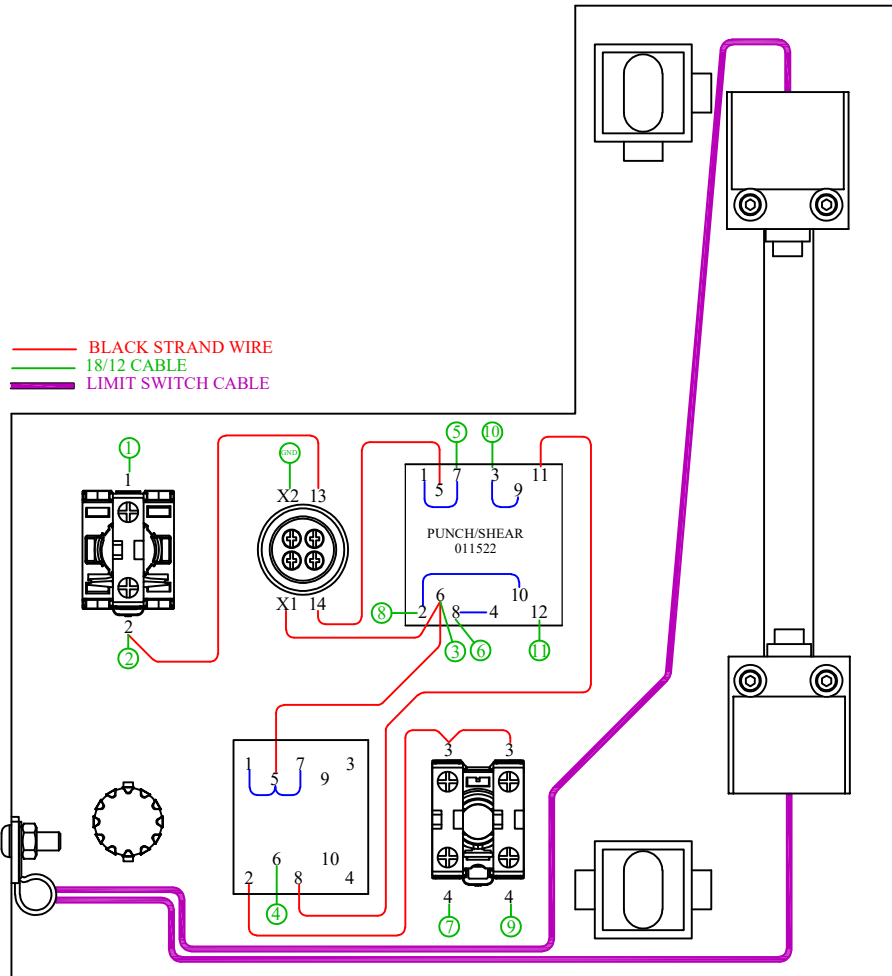 BLACK STRAND WIRE
18/12 CABLE
LIMIT SWITCH CABLE
1
1
2
2
GND
X2 13
X1 14
5 10
1 5 7 3 9 11
PUNCH/SHEAR
011522
8 2 6 8 4 10 12
3 6 11
1 5 7 9 3
2 6 8 10 4
4
3 3
4 4
7 9